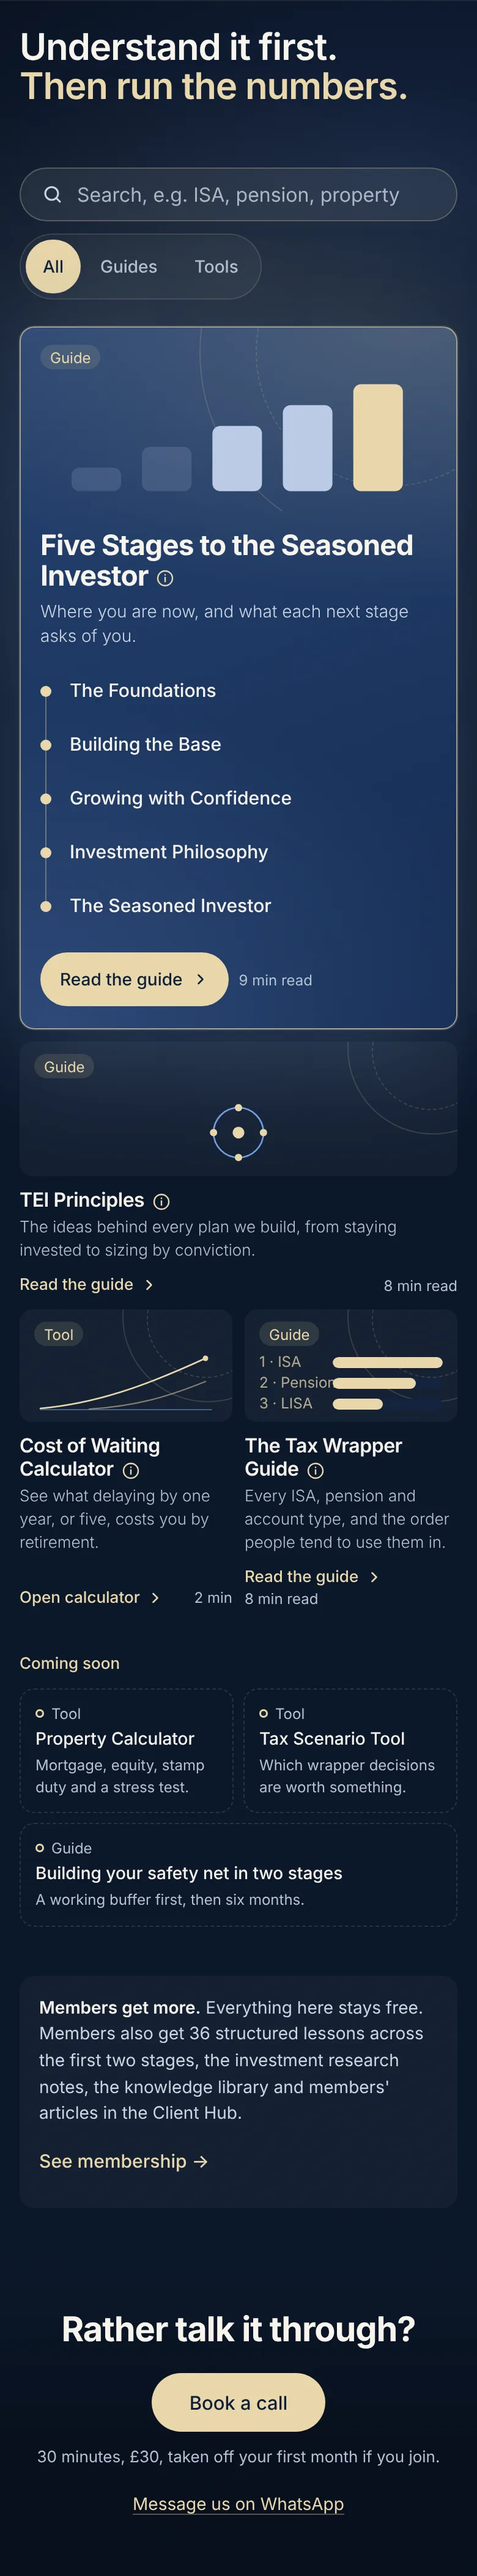 Understand it first.
Then run the numbers.
Search, e.g. ISA, pension, property
All
Guides
Tools
Guide
Five Stages to the Seasoned
Investor
Where you are now, and what each next stage
asks of you.
The Foundations
Building the Base
Growing with Confidence
Investment Philosophy
The Seasoned Investor
Read the guide
9 min read
Guide
TEI Principles
The ideas behind every plan we build, from staying
invested to sizing by conviction.
Read the guide
8 min read
Tool
Cost of Waiting
Calculator
See what delaying by one
year, or five, costs you by
retirement.
Open calculator
2 min
Guide
1 · ISA
2 · Pension
3 · LISA
The Tax Wrapper
Guide
Every ISA, pension and
account type, and the order
people tend to use them in.
Read the guide
8 min read
Coming soon
Tool
Property Calculator
Mortgage, equity, stamp
duty and a stress test.
Tool
Tax Scenario Tool
Which wrapper decisions
are worth something.
Guide
Building your safety net in two stages
A working buffer first, then six months.
Members get more. Everything here stays free.
Members also get 36 structured lessons across
the first two stages, the investment research
notes, the knowledge library and members'
articles in the Client Hub.
See membership →
Rather talk it through?
Book a call
30 minutes, £30, taken off your first month if you join.
Message us on WhatsApp